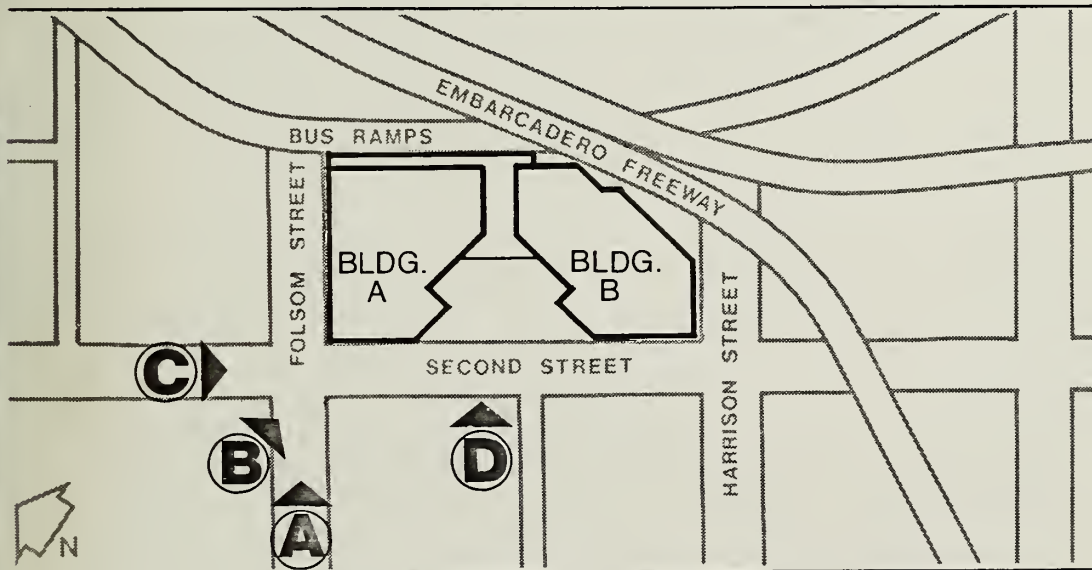 EMBARCADERO FREEWAY
BUS RAMPS
FOLSOM STREET
BLDG.
A
BLDG.
B
HARRISON STREET
SECOND STREET
C
B
D
A
N